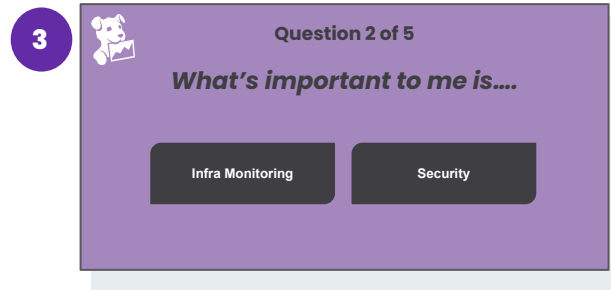 3
Question 2 of 5
What's important to me is....
Infra Monitoring
Security